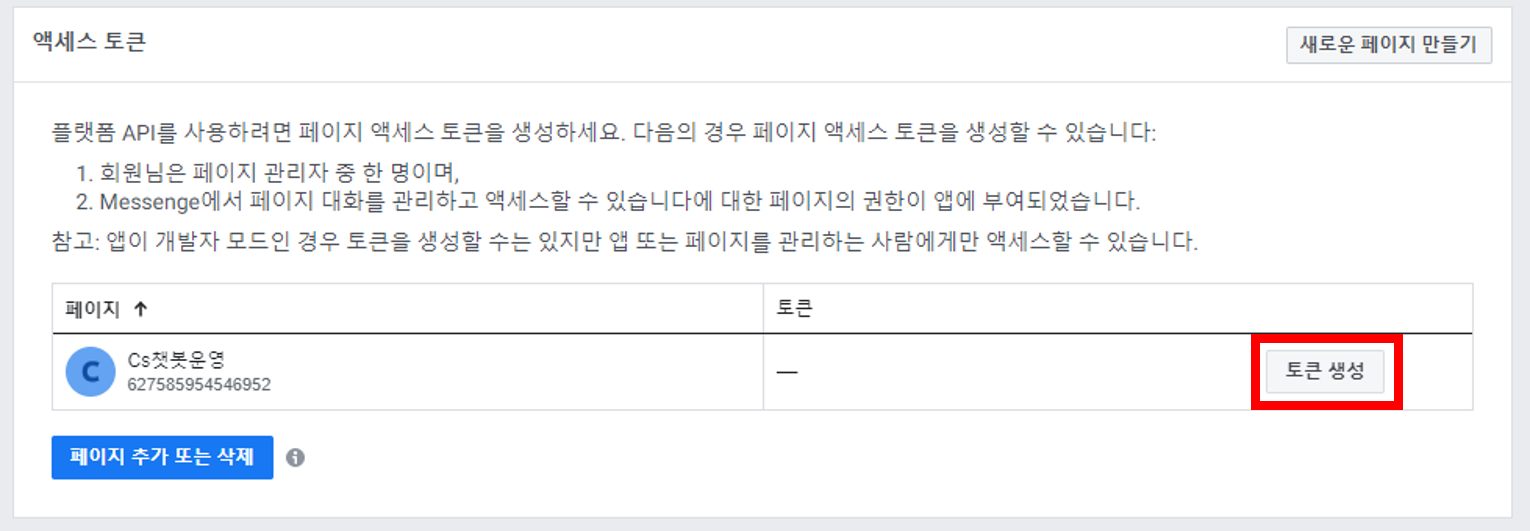 액세스 토큰
새로운 페이지 만들기
플랫폼 API를 사용하려면 페이지 액세스 토큰을 생성하세요. 다음의 경우 페이지 액세스 토큰을 생성할 수 있습니다:
1. 회원님은 페이지 관리자 중 한 명이며,
2. Messenge에서 페이지 대화를 관리하고 액세스할 수 있습니다에 대한 페이지의 권한이 앱에 부여되었습니다.
참고: 앱이 개발자 모드인 경우 토큰을 생성할 수는 있지만 앱 또는 페이지를 관리하는 사람에게만 액세스할 수 있습니다.
페이지 ↑ 토큰
C Cs챗봇운영
627585954546952
— 토큰 생성
페이지 추가 또는 삭제